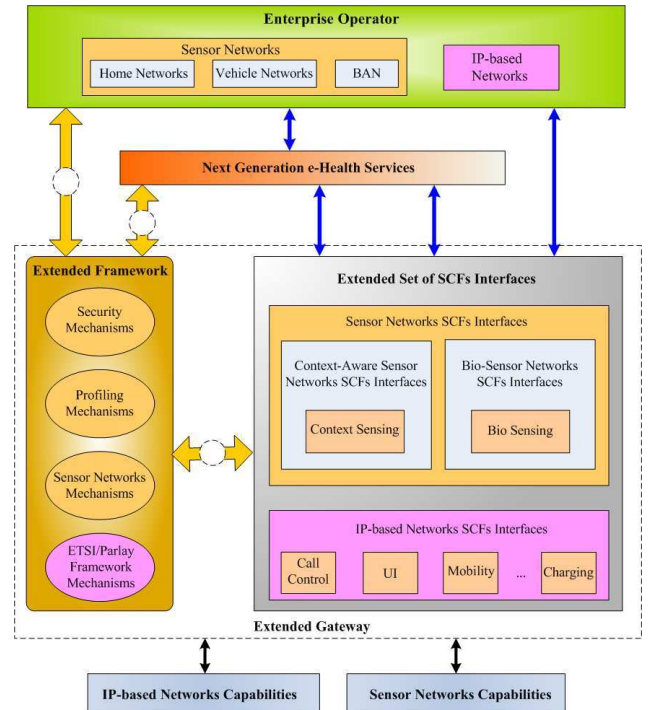 Enterprise Operator
Sensor Networks
Home Networks
Vehicle Networks
BAN
IP-based
Networks
Next Generation e-Health Services
Extended Framework
Security
Mechanisms
Profiling
Mechanisms
Sensor Networks
Mechanisms
ETSI/Parlay
Framework
Mechanisms
Extended Set of SCFs Interfaces
Sensor Networks SCFs Interfaces
Context-Aware Sensor
Networks SCFs Interfaces
Context Sensing
Bio-Sensor Networks
SCFs Interfaces
Bio Sensing
IP-based Networks SCFs Interfaces
Call
Control
UI
Mobility
...
Charging
Extended Gateway
IP-based Networks Capabilities
Sensor Networks Capabilities